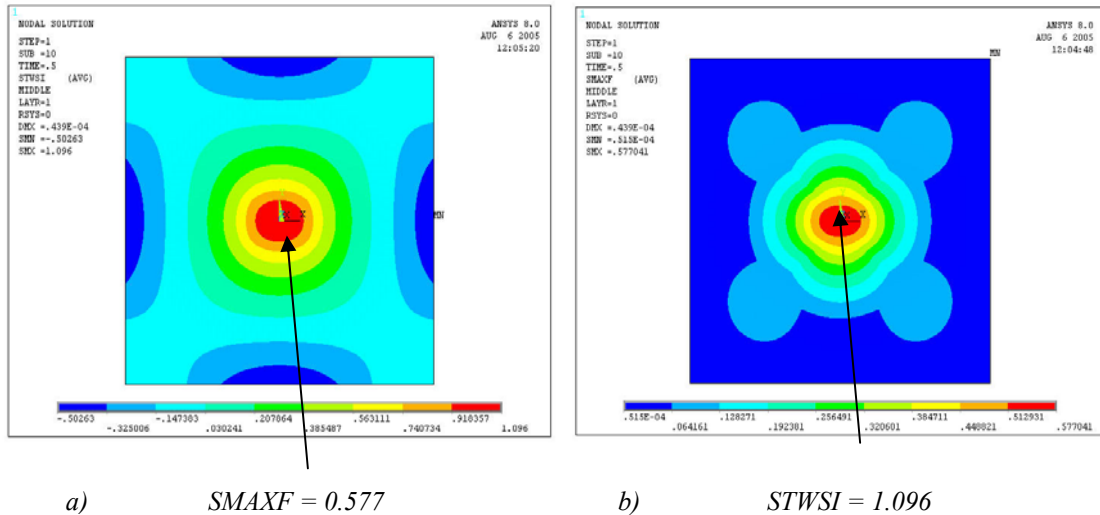 1
NODAL SOLUTION
STEP=1
SUB =10
TIME=.5
STWSI (AVG)
MIDDLE
LAYR=1
RSYS=0
DMX =.439E-04
SMN =-.50263
SMX =1.096
ANSYS 8.0
AUG 6 2005
12:05:20
X
X
MN
-.50263 -.147383 .207864 .563111 .910357
-.325006 .030241 .385487 .740734 1.096
a) SMAXF = 0.577
1
NODAL SOLUTION
STEP=1
SUB =10
TIME=.5
SMAXF (AVG)
MIDDLE
LAYR=1
RSYS=0
DMX =.439E-04
SMN =.515E-04
SMX =.577041
ANSYS 8.0
AUG 6 2005
12:04:48
MN
X
X
.515E-04 .128271 .256491 .384711 .512931
.064161 .192381 .320601 .448821 .577041
b) STWSI = 1.096